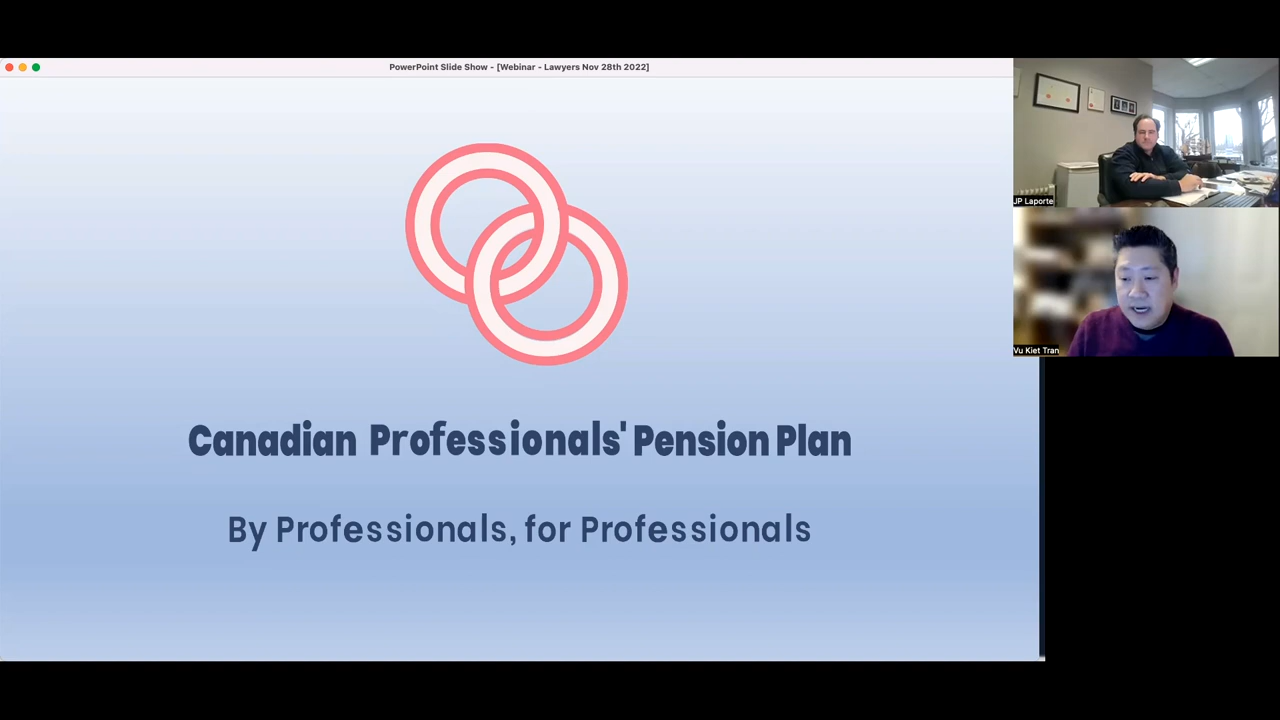 PowerPoint Slide Show - [Webinar - Lawyers Nov 28th 2022]
Canadian Professionals' Pension Plan
By Professionals, for Professionals
JP Laporte
Vu Kiet Tran